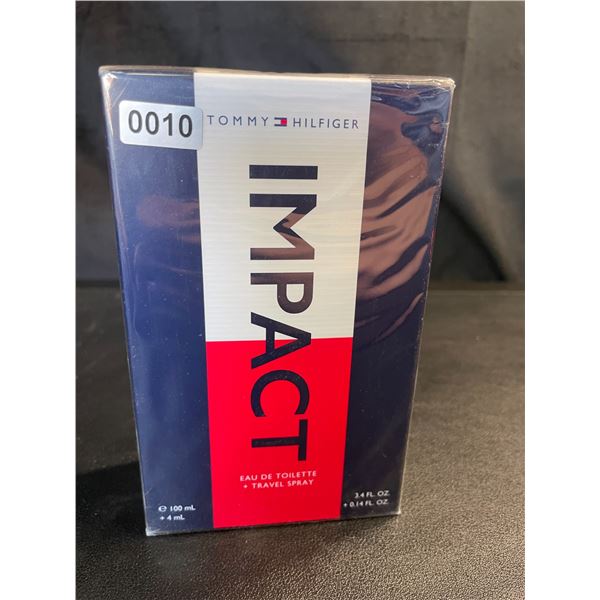 0010
TOMMY HILFIGER
IMPACT
EAU DE TOILETTE
+ TRAVEL SPRAY
℮ 100 mL
+ 4 mL
3.4 FL. OZ.
+ 0.14 FL. OZ.